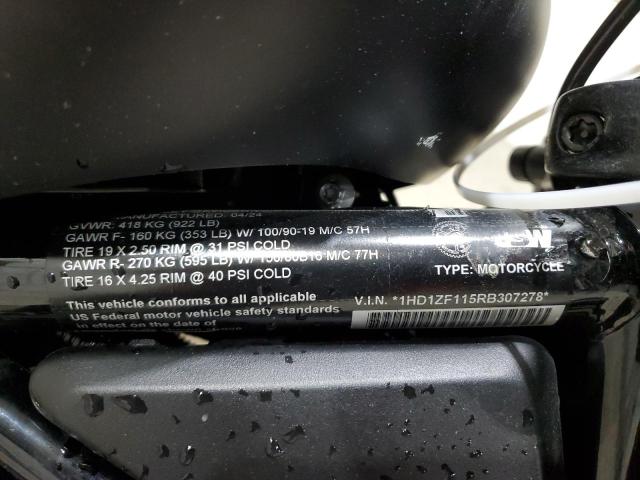 MANUFACTURED: 04/24
GVWR: 418 KG (922 LB)
GAWR F- 160 KG (353 LB) W/ 100/90-19 M/C 57H
TIRE 19 X 2.50 RIM @ 31 PSI COLD
GAWR R- 270 KG (595 LB) W/ 150/80B16 M/C 77H
TIRE 16 X 4.25 RIM @ 40 PSI COLD
This vehicle conforms to all applicable
US Federal motor vehicle safety standards
in effect on the date of
TYPE: MOTORCYCLE
V.I.N. *1HD1ZF115RB307278*